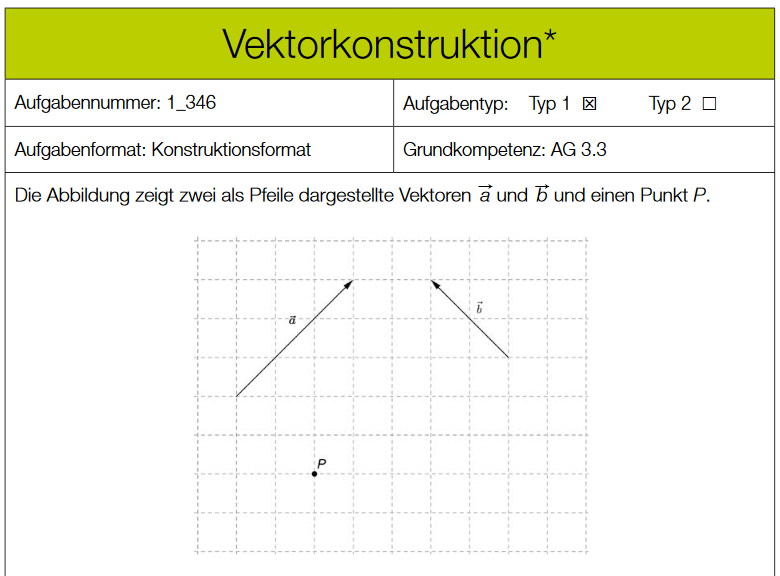 Vektorkonstruktion*
Aufgabennummer: 1_346
Aufgabentyp: Typ 1 ☒ Typ 2 ☐
Aufgabenformat: Konstruktionsformat
Grundkompetenz: AG 3.3
Die Abbildung zeigt zwei als Pfeile dargestellte Vektoren a⃗ und b⃗ und einen Punkt P.
a⃗
b⃗
P